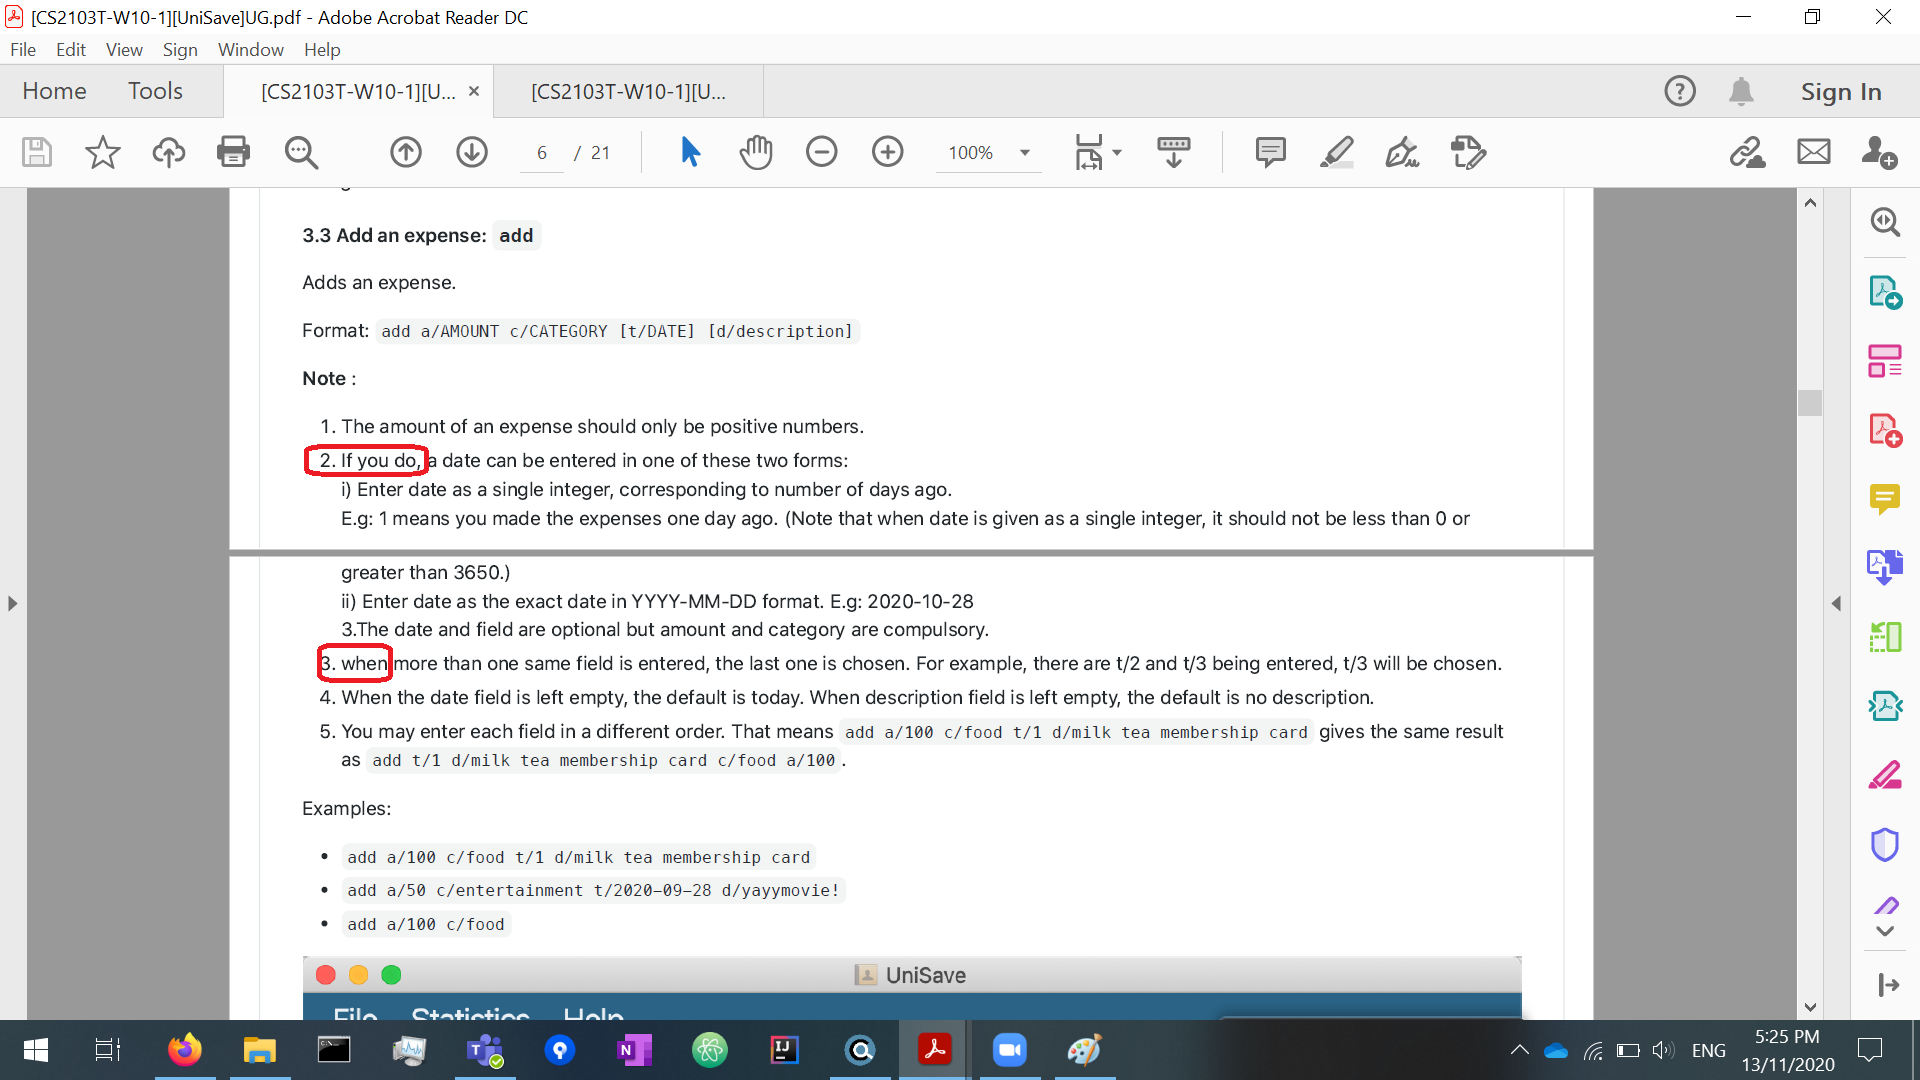 [CS2103T-W10-1][UniSave]UG.pdf - Adobe Acrobat Reader DC
File Edit View Sign Window Help
Home Tools [CS2103T-W10-1][U... × [CS2103T-W10-1][U... Sign In
6 / 21 100%
3.3 Add an expense: add
Adds an expense.
Format: add a/AMOUNT c/CATEGORY [t/DATE] [d/description]
Note :
1. The amount of an expense should only be positive numbers.
2. If you do, a date can be entered in one of these two forms:
i) Enter date as a single integer, corresponding to number of days ago.
E.g: 1 means you made the expenses one day ago. (Note that when date is given as a single integer, it should not be less than 0 or
greater than 3650.)
ii) Enter date as the exact date in YYYY-MM-DD format. E.g: 2020-10-28
3.The date and field are optional but amount and category are compulsory.
3. when more than one same field is entered, the last one is chosen. For example, there are t/2 and t/3 being entered, t/3 will be chosen.
4. When the date field is left empty, the default is today. When description field is left empty, the default is no description.
5. You may enter each field in a different order. That means add a/100 c/food t/1 d/milk tea membership card gives the same result
as add t/1 d/milk tea membership card c/food a/100 .
Examples:
• add a/100 c/food t/1 d/milk tea membership card
• add a/50 c/entertainment t/2020-09-28 d/yayymovie!
• add a/100 c/food
UniSave
File Statistics Help
5:25 PM
ENG
13/11/2020